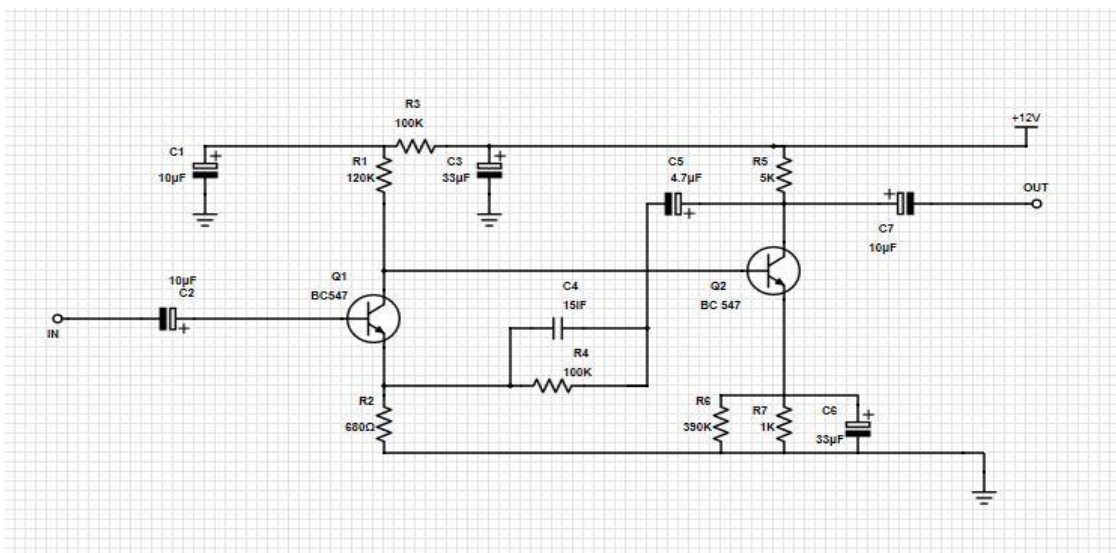 R3
100K
+12V
C1
10µF
R1
120K
C3
33µF
C5
4.7µF
R5
5K
OUT
C7
10µF
10µF
C2
Q1
BC547
C4
15IF
Q2
BC 547
IN
R4
100K
R2
680Ω
R6
390K
R7
1K
C6
33µF